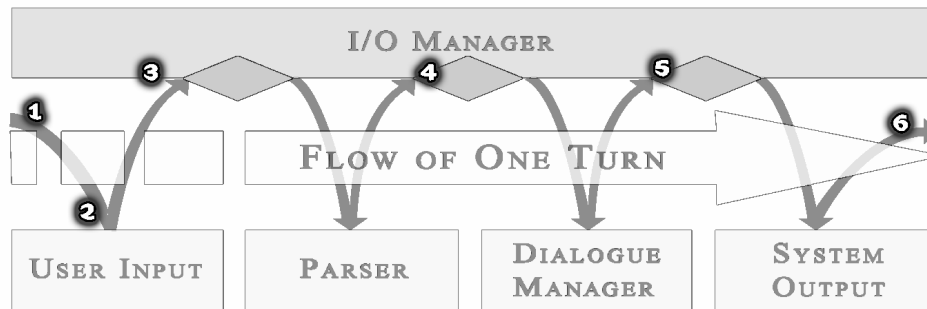 I/O MANAGER
3
4
5
1
6
FLOW OF ONE TURN
2
USER INPUT
PARSER
DIALOGUE
MANAGER
SYSTEM
OUTPUT